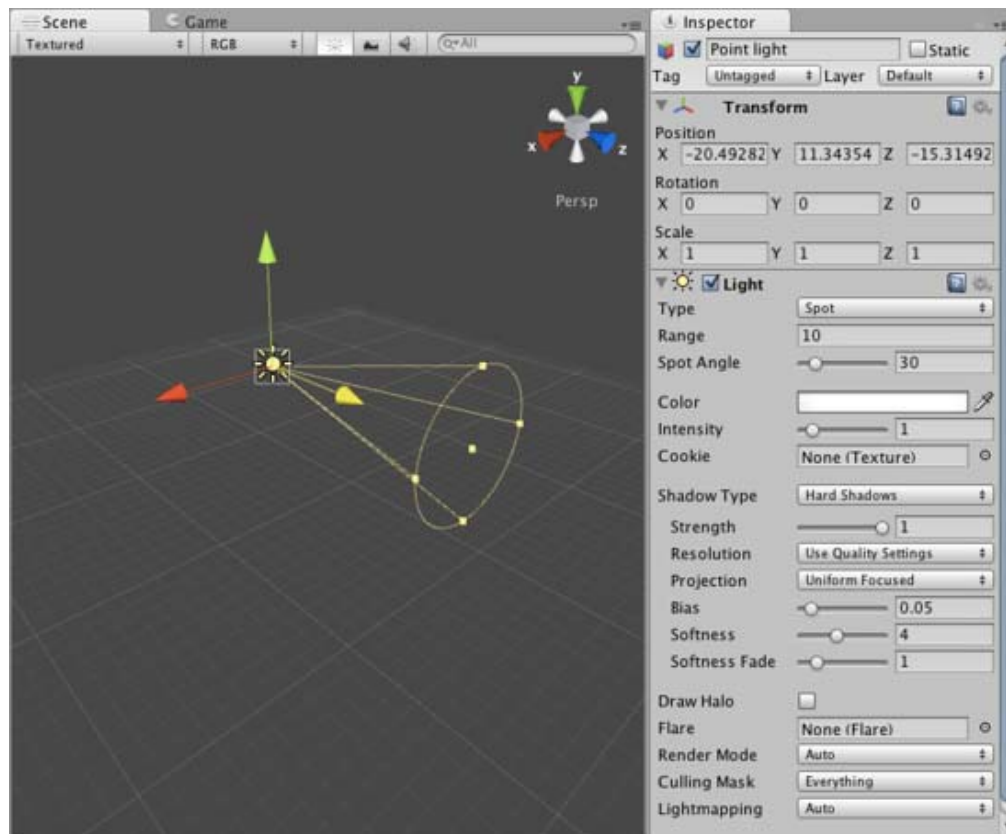 Scene Game
Textured RGB All
y
x z
Persp
Inspector
Point light Static
Tag Untagged Layer Default
Transform
Position
X -20.49282 Y 11.34354 Z -15.31492
Rotation
X 0 Y 0 Z 0
Scale
X 1 Y 1 Z 1
Light
Type Spot
Range 10
Spot Angle 30
Color
Intensity 1
Cookie None (Texture)
Shadow Type Hard Shadows
Strength 1
Resolution Use Quality Settings
Projection Uniform Focused
Bias 0.05
Softness 4
Softness Fade 1
Draw Halo
Flare None (Flare)
Render Mode Auto
Culling Mask Everything
Lightmapping Auto